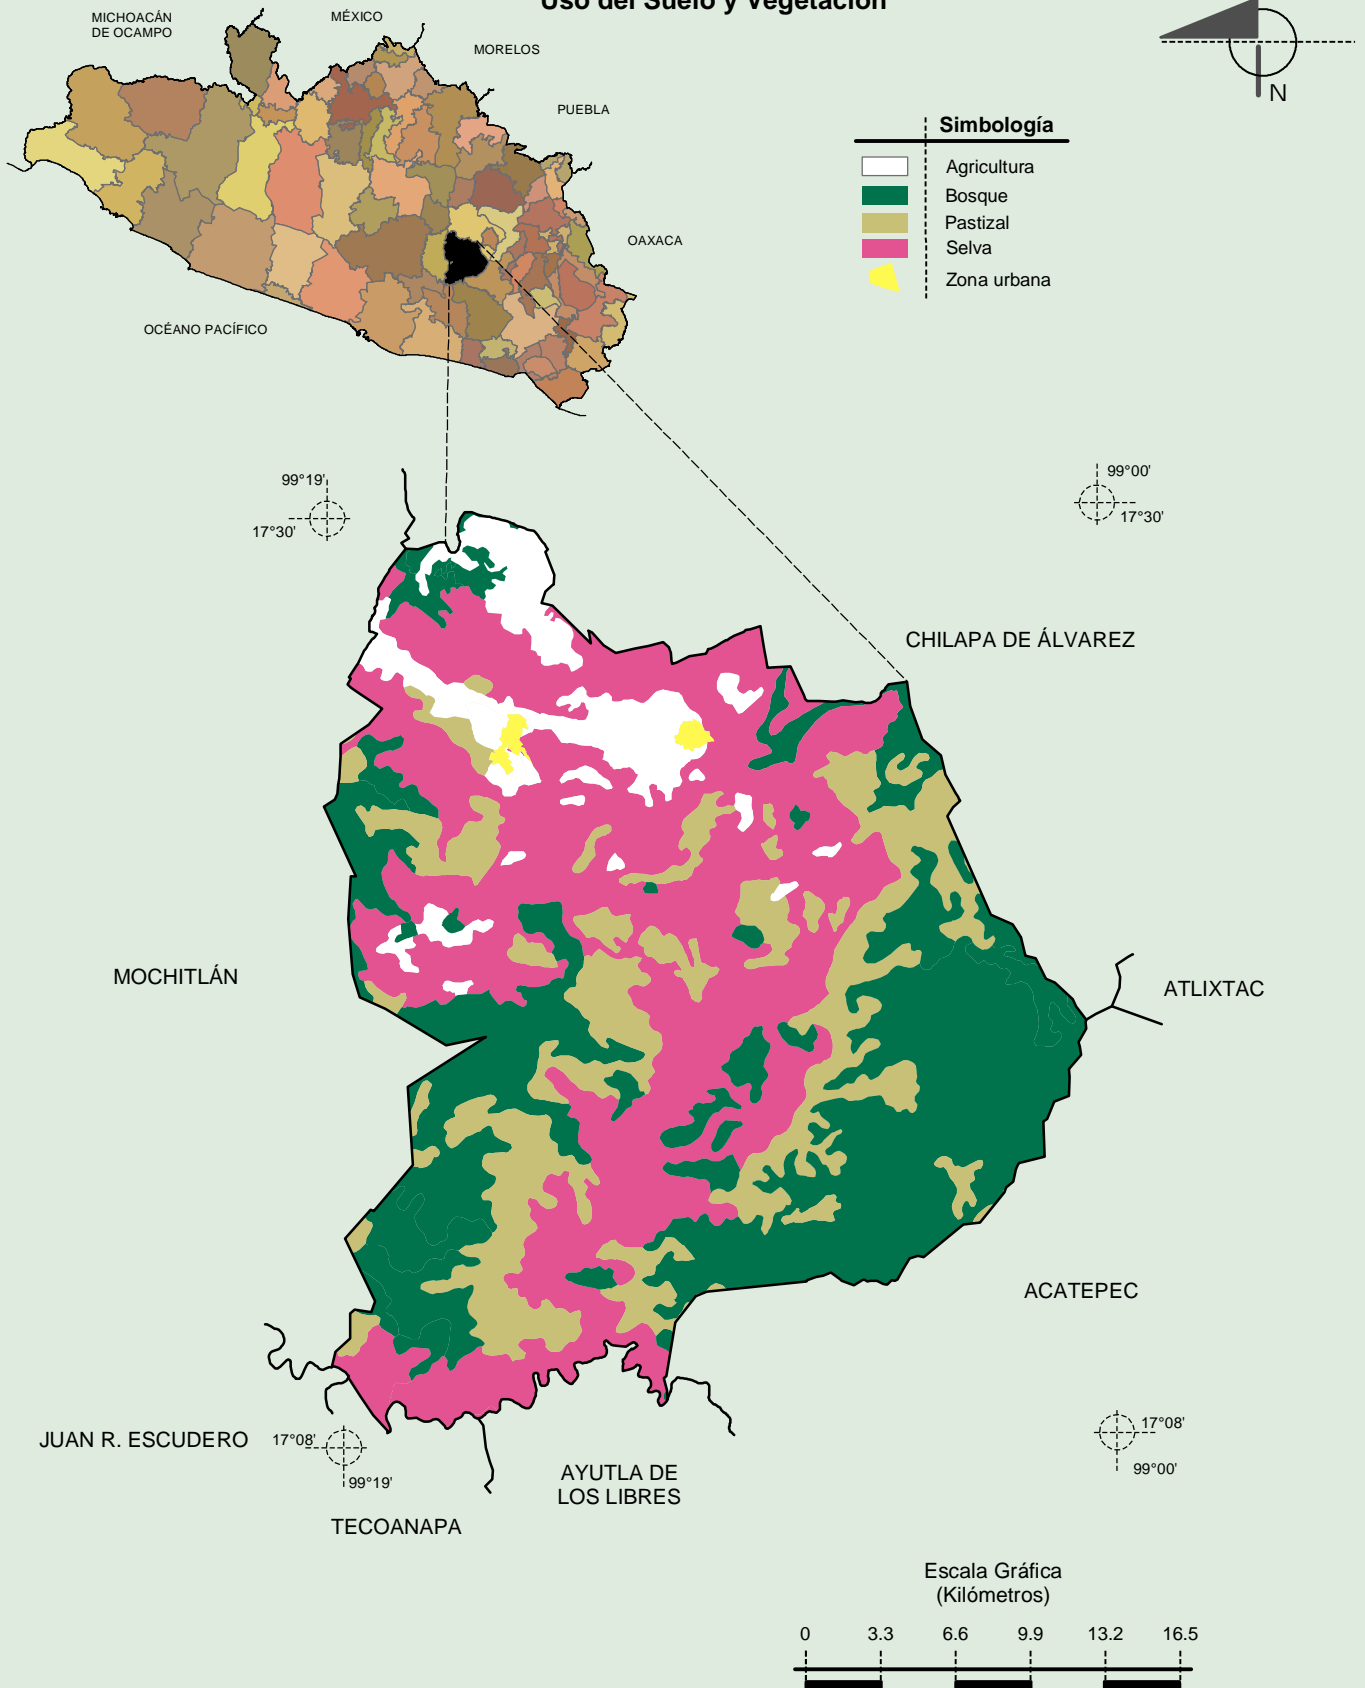 Uso del Suelo y Vegetación
MICHOACÁN
DE OCAMPO
MÉXICO
MORELOS
PUEBLA
OAXACA
OCÉANO PACÍFICO
N
Simbología
Agricultura
Bosque
Pastizal
Selva
Zona urbana
99°19'
17°30'
99°00'
17°30'
CHILAPA DE ÁLVAREZ
MOCHITLÁN
ATLIXTAC
ACATEPEC
JUAN R. ESCUDERO
17°08'
99°19'
17°08'
99°00'
AYUTLA DE
LOS LIBRES
TECOANAPA
Escala Gráfica
(Kilómetros)
0 3.3 6.6 9.9 13.2 16.5